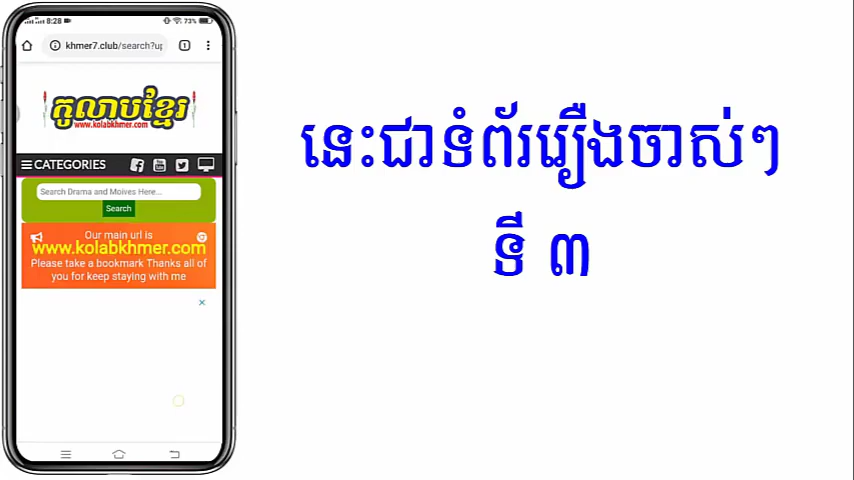 8:28
73%
khmer7.club/search?up
1
កូលាបខ្មែរ
www.kolabkhmer.com
CATEGORIES
Search Drama and Moives Here...
Search
Our main url is
www.kolabkhmer.com
Please take a bookmark Thanks all of
you for keep staying with me
នេះជាទំព័ររឿងចាស់ៗ
ទី ៣